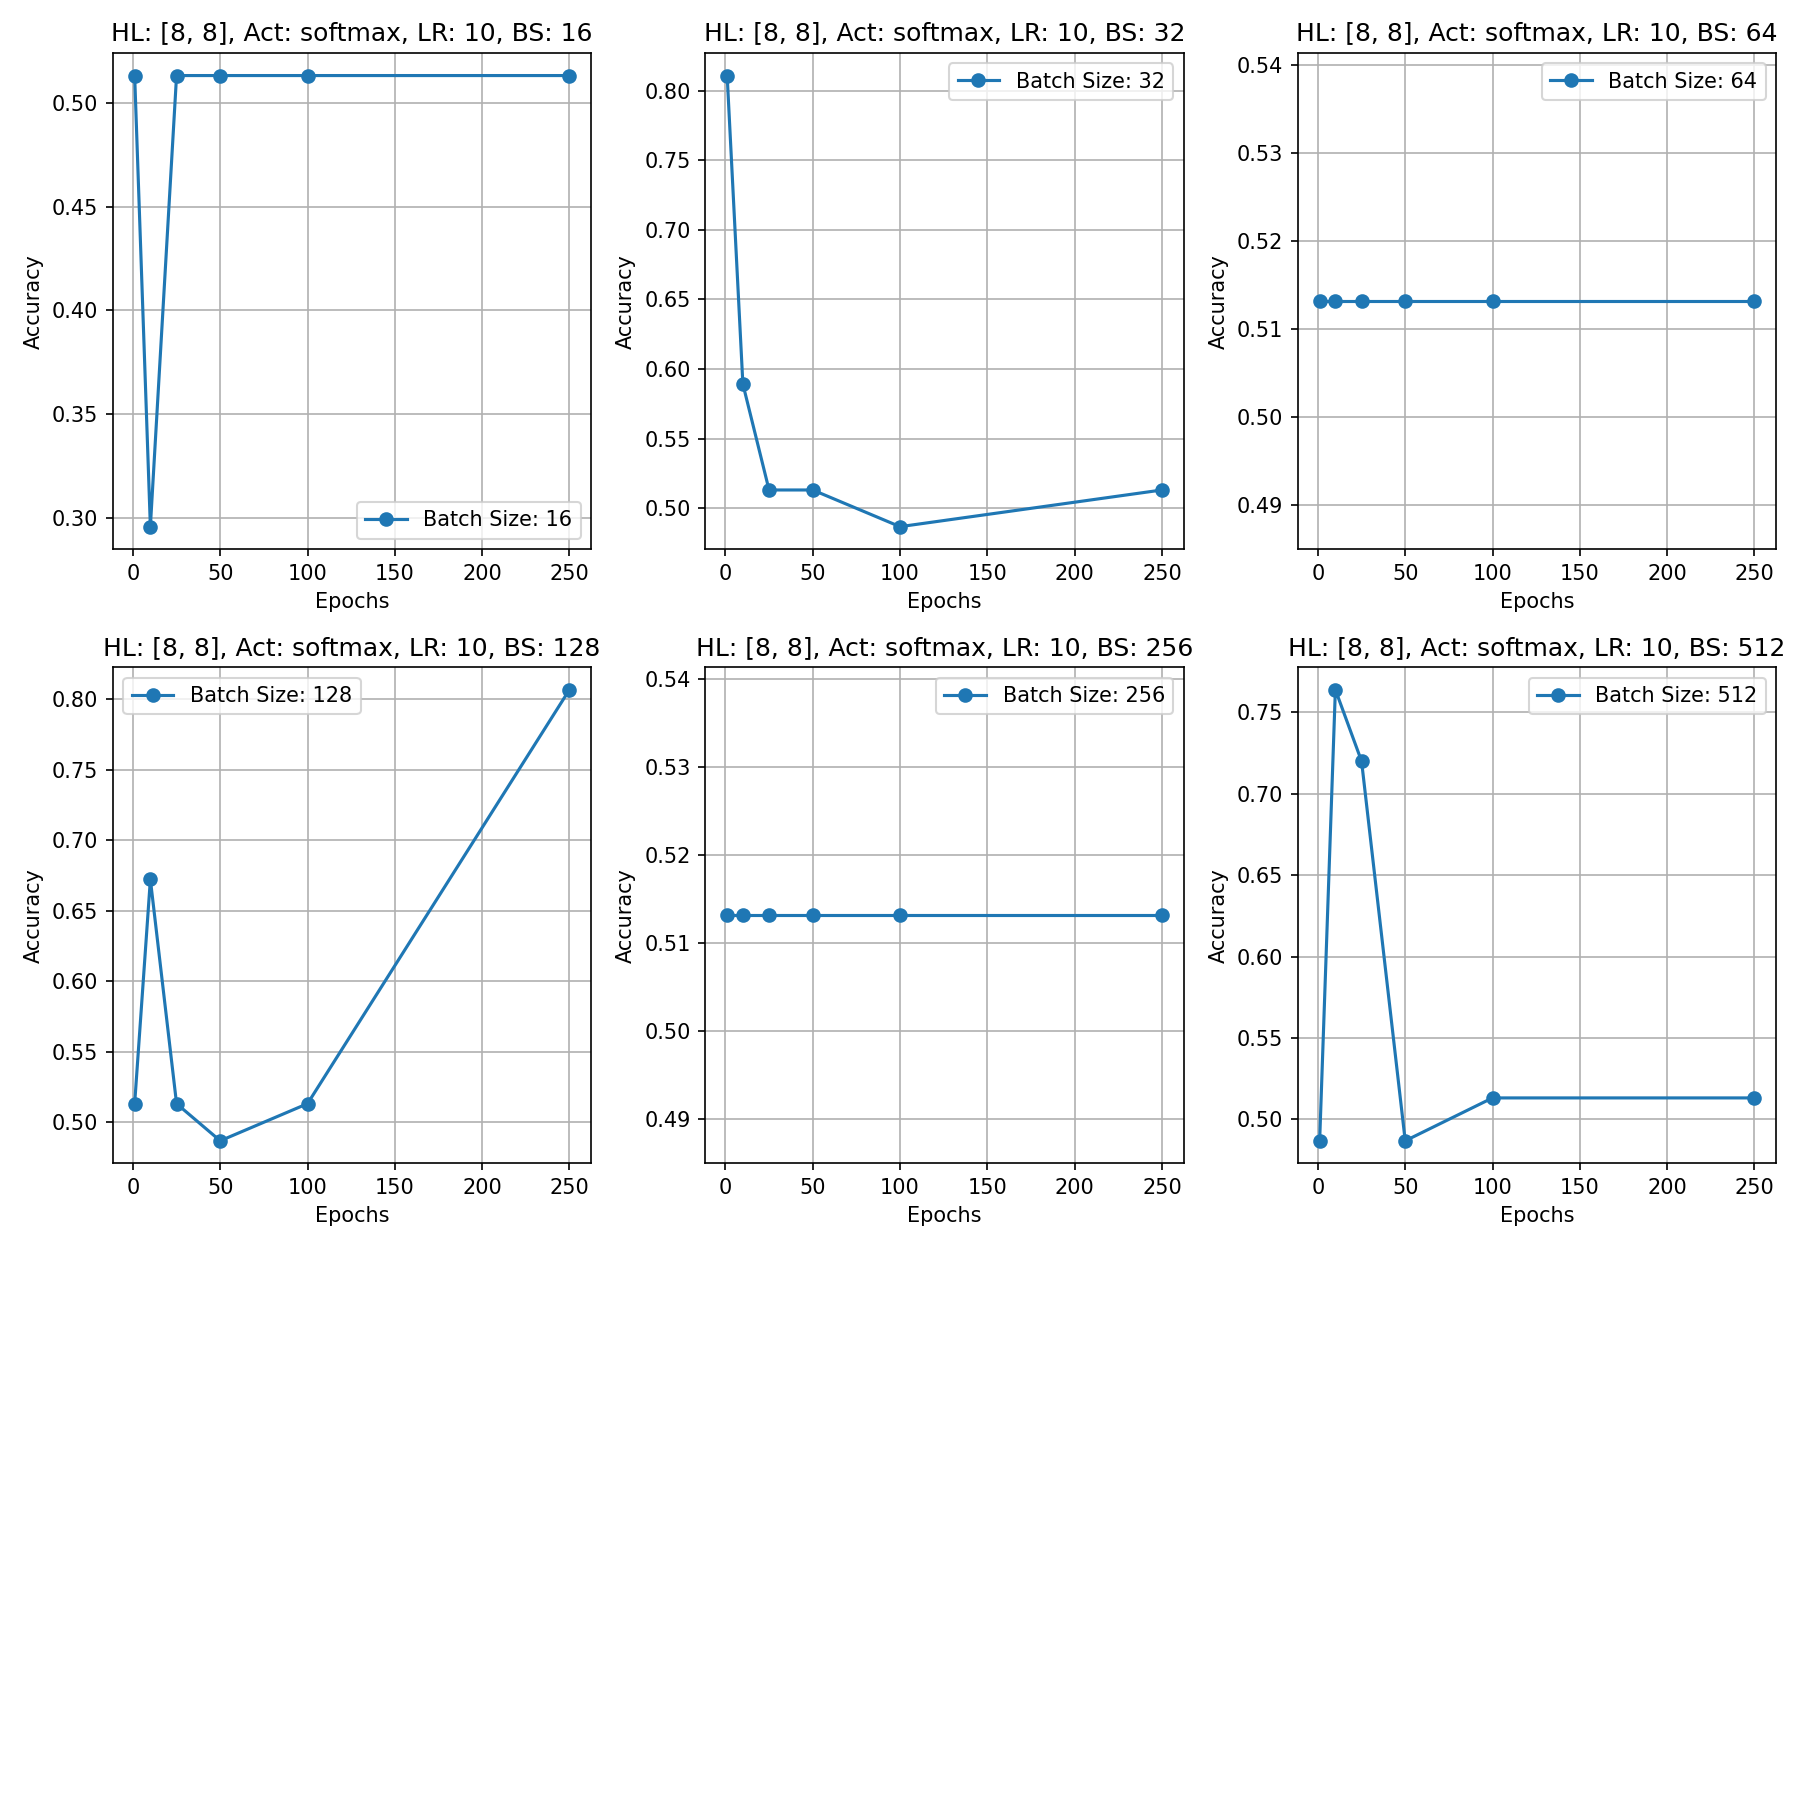 HL: [8, 8], Act: softmax, LR: 10, BS: 16
Accuracy
0.50
0.45
0.40
0.35
0.30
Batch Size: 16
0 50 100 150 200 250
Epochs
HL: [8, 8], Act: softmax, LR: 10, BS: 32
Accuracy
0.80
0.75
0.70
0.65
0.60
0.55
0.50
Batch Size: 32
0 50 100 150 200 250
Epochs
HL: [8, 8], Act: softmax, LR: 10, BS: 64
Accuracy
0.54
0.53
0.52
0.51
0.50
0.49
Batch Size: 64
0 50 100 150 200 250
Epochs
HL: [8, 8], Act: softmax, LR: 10, BS: 128
Accuracy
0.80
0.75
0.70
0.65
0.60
0.55
0.50
Batch Size: 128
0 50 100 150 200 250
Epochs
HL: [8, 8], Act: softmax, LR: 10, BS: 256
Accuracy
0.54
0.53
0.52
0.51
0.50
0.49
Batch Size: 256
0 50 100 150 200 250
Epochs
HL: [8, 8], Act: softmax, LR: 10, BS: 512
Accuracy
0.75
0.70
0.65
0.60
0.55
0.50
Batch Size: 512
0 50 100 150 200 250
Epochs